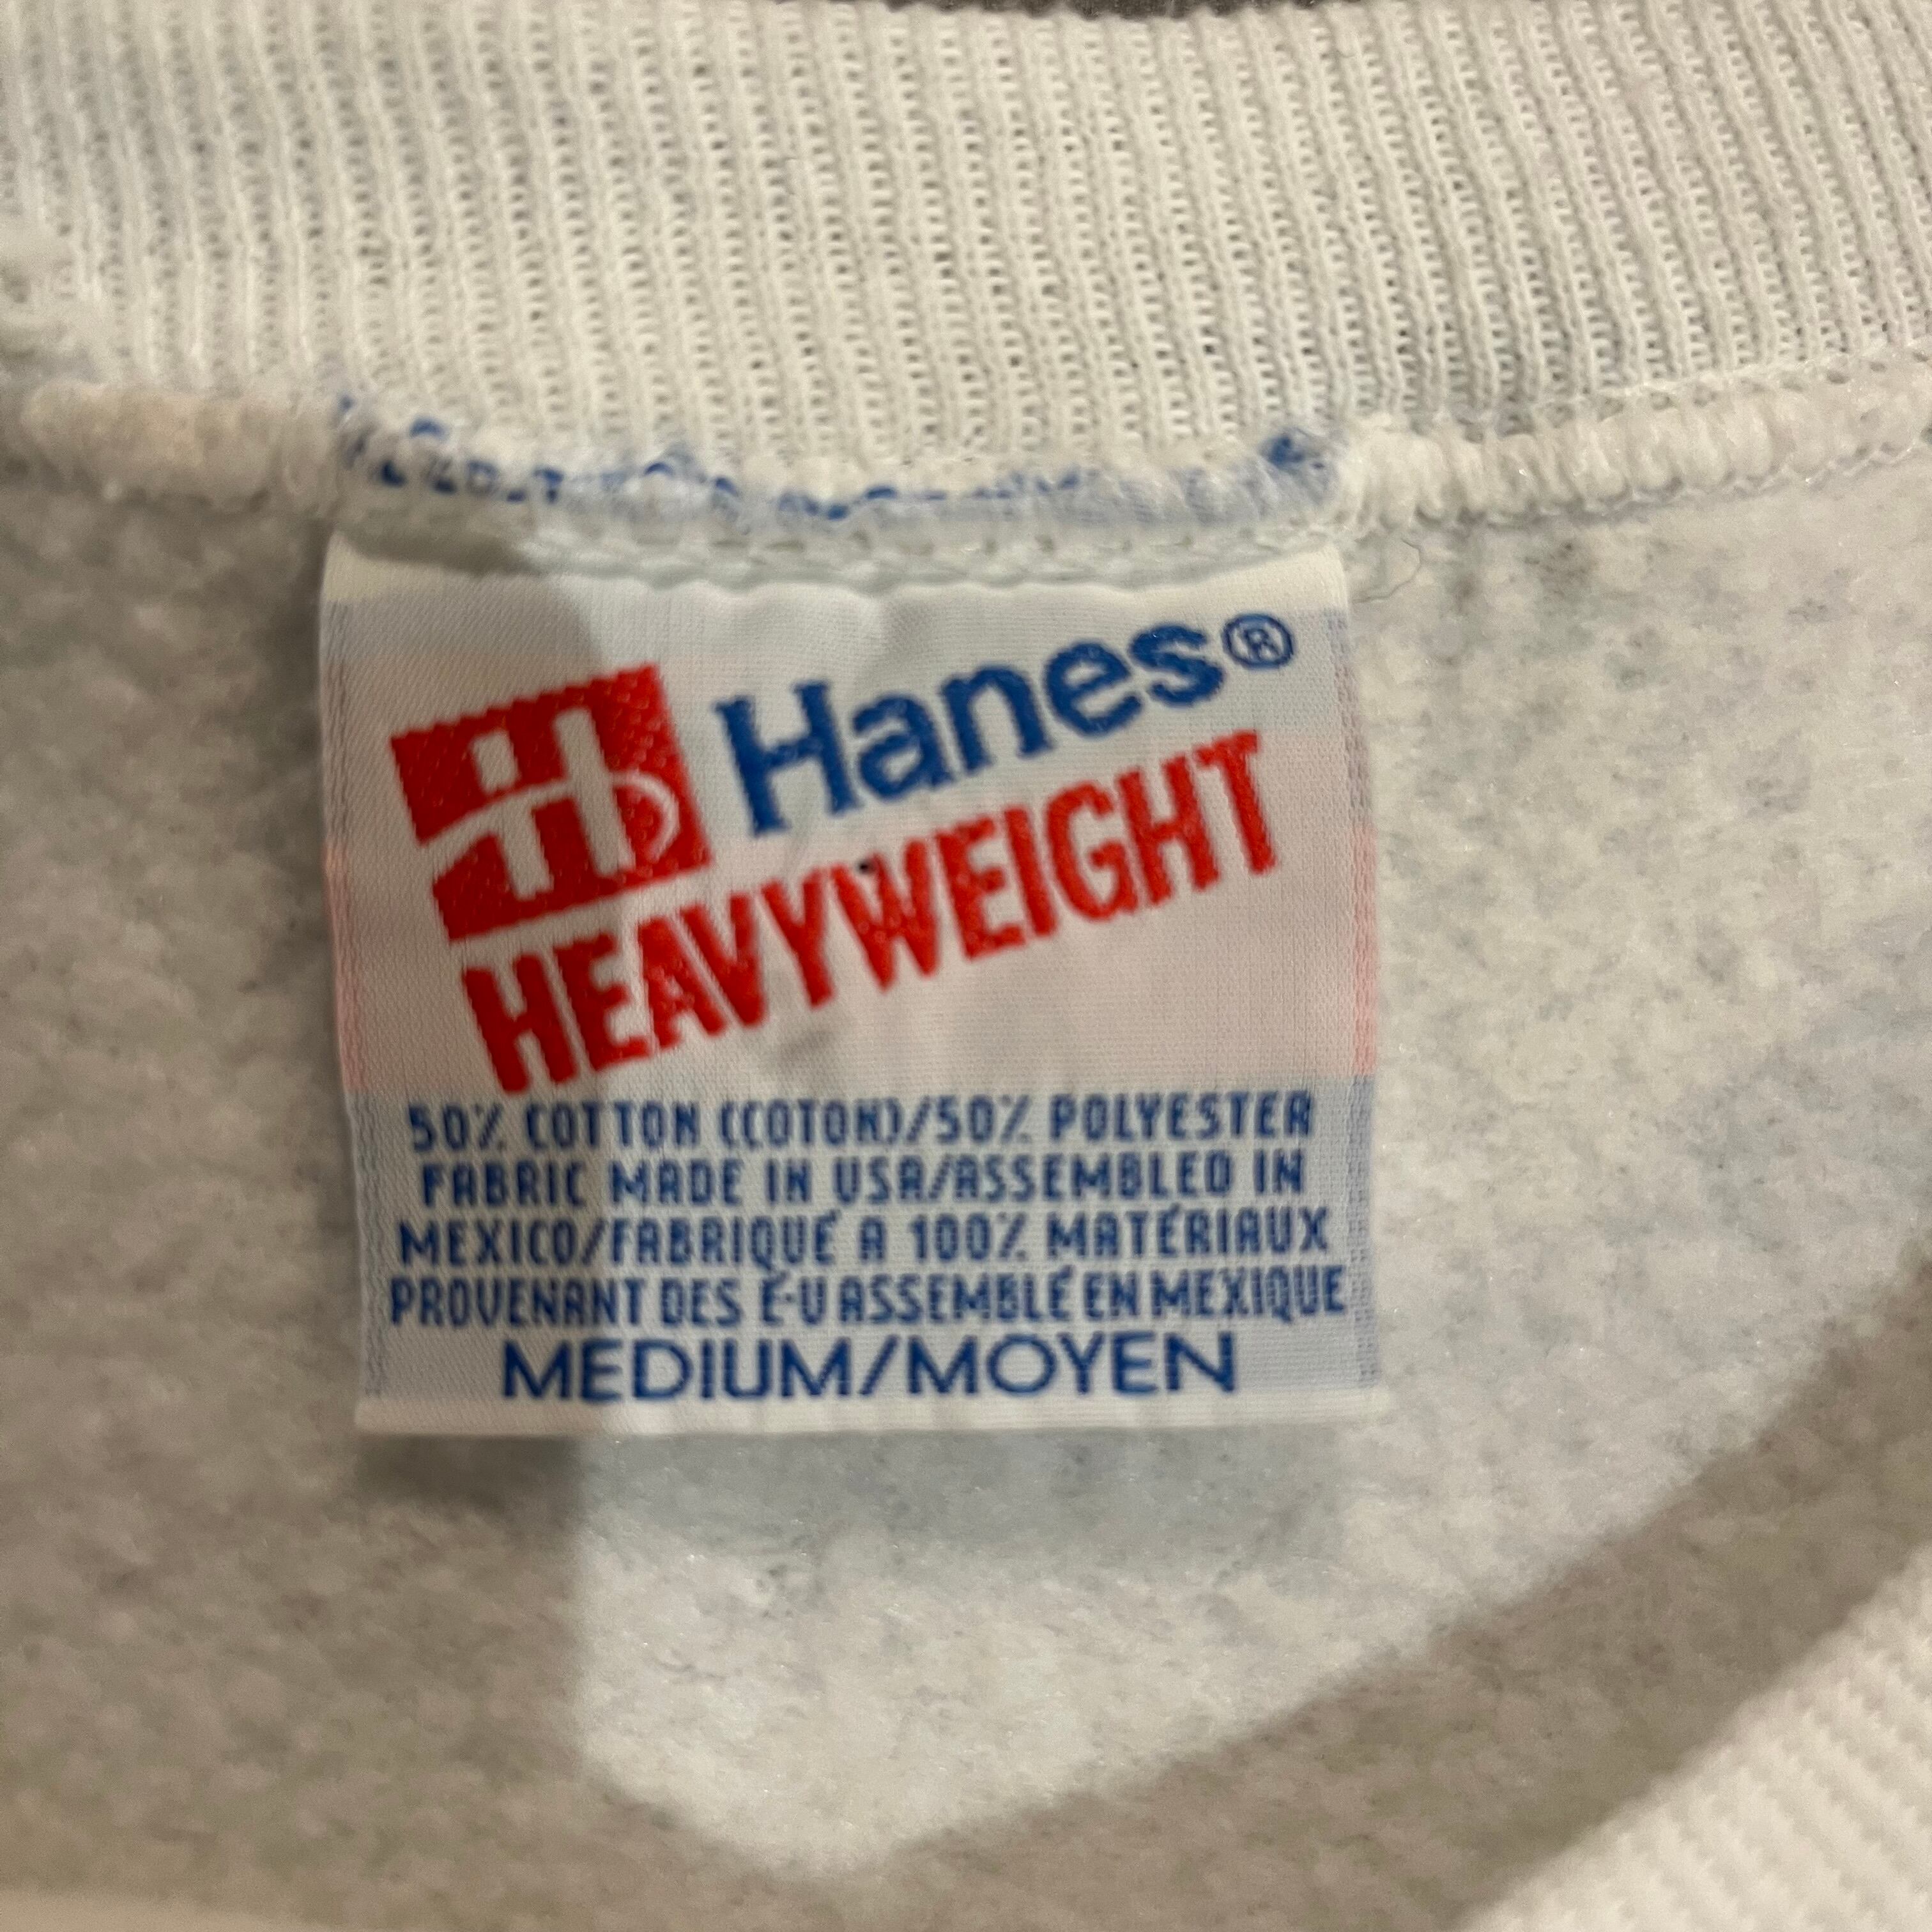 Hanes®
HEAVYWEIGHT
50% COTTON (COTON)/50% POLYESTER
FABRIC MADE IN USA/ASSEMBLED IN
MEXICO/FABRIQUÉ A 100% MATÉRIAUX
PROVENANT DES É-U ASSEMBLÉ EN MEXIQUE
MEDIUM/MOYEN